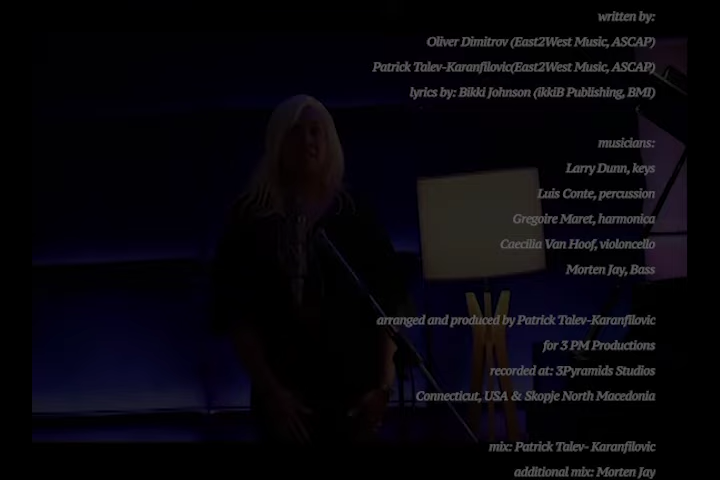 written by:
Oliver Dimitrov (East2West Music, ASCAP)
Patrick Talev-Karanfilovic(East2West Music, ASCAP)
lyrics by: Bikki Johnson (ikkiB Publishing, BMI)
musicians:
Larry Dunn, keys
Luis Conte, percussion
Gregoire Maret, harmonica
Caecilia Van Hoof, violoncello
Morten Jay, Bass
arranged and produced by Patrick Talev-Karanfilovic
for 3 PM Productions
recorded at: 3Pyramids Studios
Connecticut, USA & Skopje North Macedonia
mix: Patrick Talev- Karanfilovic
additional mix: Morten Jay